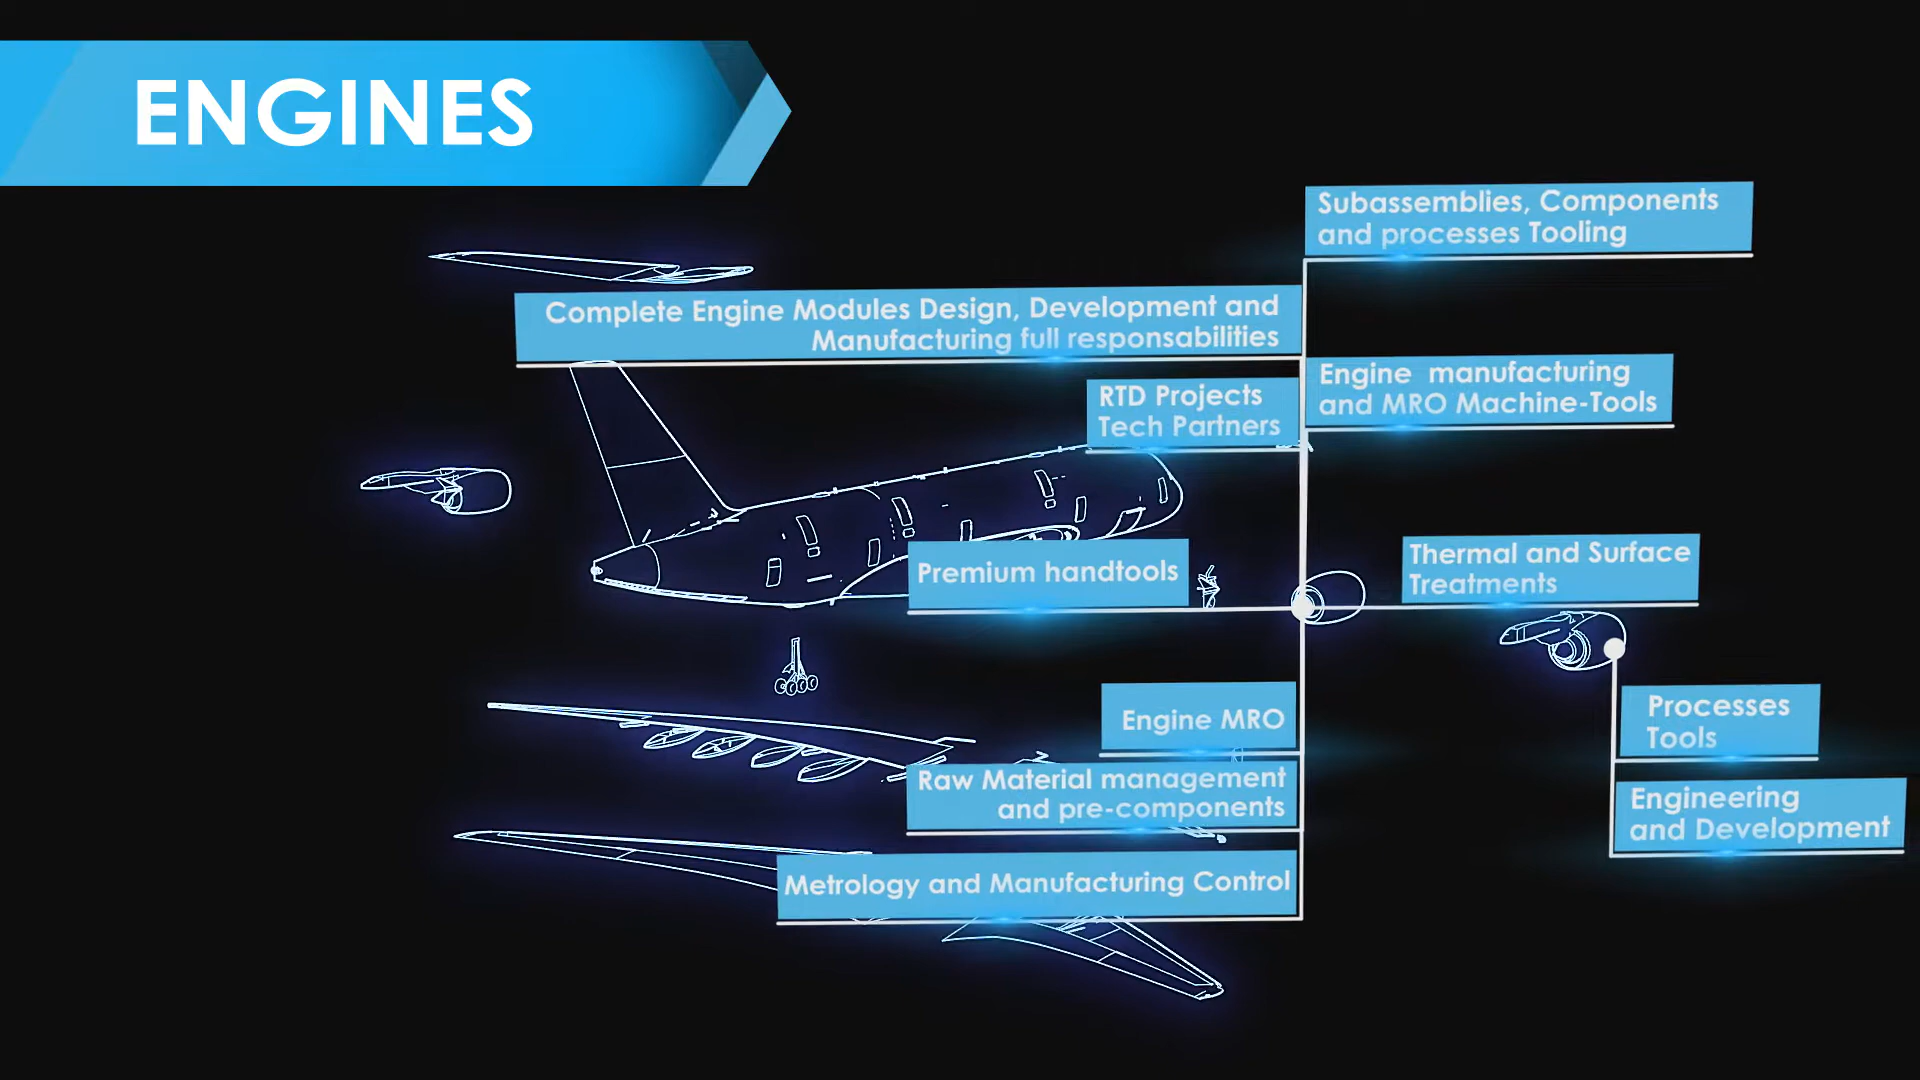 ENGINES
Subassemblies, Components
and processes Tooling
Complete Engine Modules Design, Development and
Manufacturing full responsabilities
Engine manufacturing
and MRO Machine-Tools
RTD Projects
Tech Partners
Thermal and Surface
Treatments
Premium handtools
Processes
Tools
Engine MRO
Raw Material management
and pre-components
Engineering
and Development
Metrology and Manufacturing Control